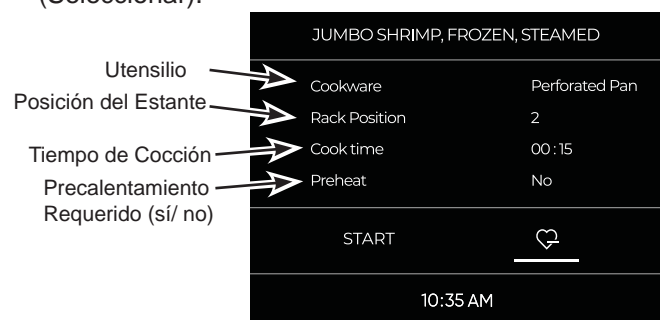 (Seleccionar).
JUMBO SHRIMP, FROZEN, STEAMED
Utensilio
Cookware Perforated Pan
Posición del Estante
Rack Position 2
Tiempo de Cocción
Cook time 00:15
Precalentamiento
Requerido (sí/ no)
Preheat No
START
10:35 AM